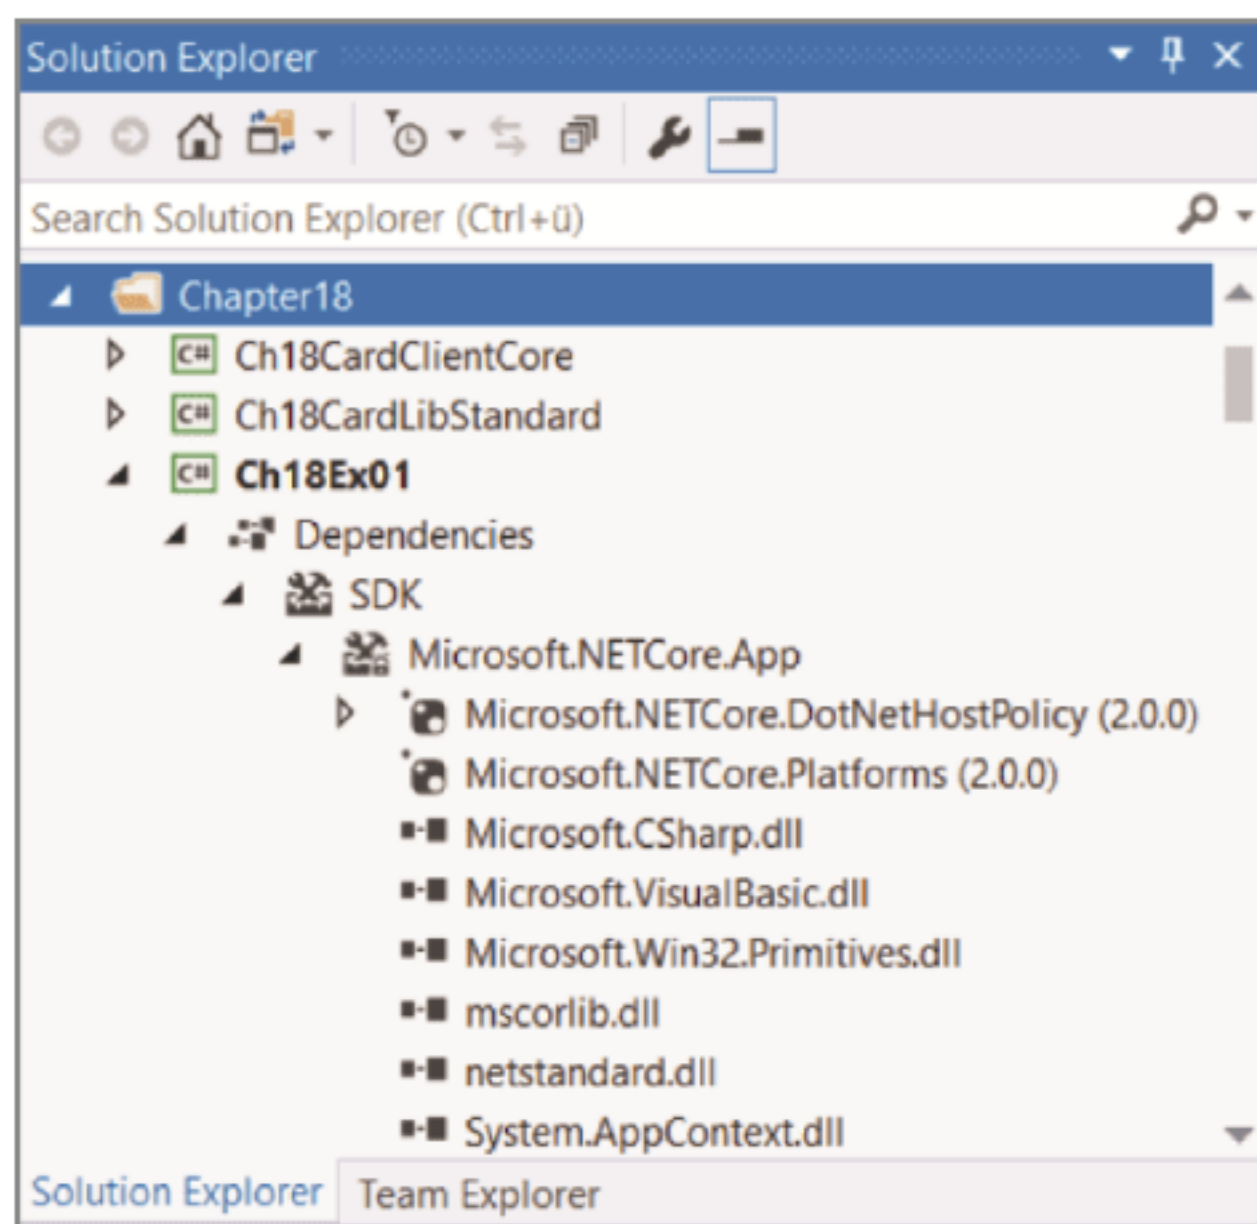 Solution Explorer
Search Solution Explorer (Ctrl+ü)
Chapter18
C# Ch18CardClientCore
C# Ch18CardLibStandard
C# Ch18Ex01
Dependencies
SDK
Microsoft.NETCore.App
Microsoft.NETCore.DotNetHostPolicy (2.0.0)
Microsoft.NETCore.Platforms (2.0.0)
Microsoft.CSharp.dll
Microsoft.VisualBasic.dll
Microsoft.Win32.Primitives.dll
mscorlib.dll
netstandard.dll
System.AppContext.dll
Solution Explorer Team Explorer